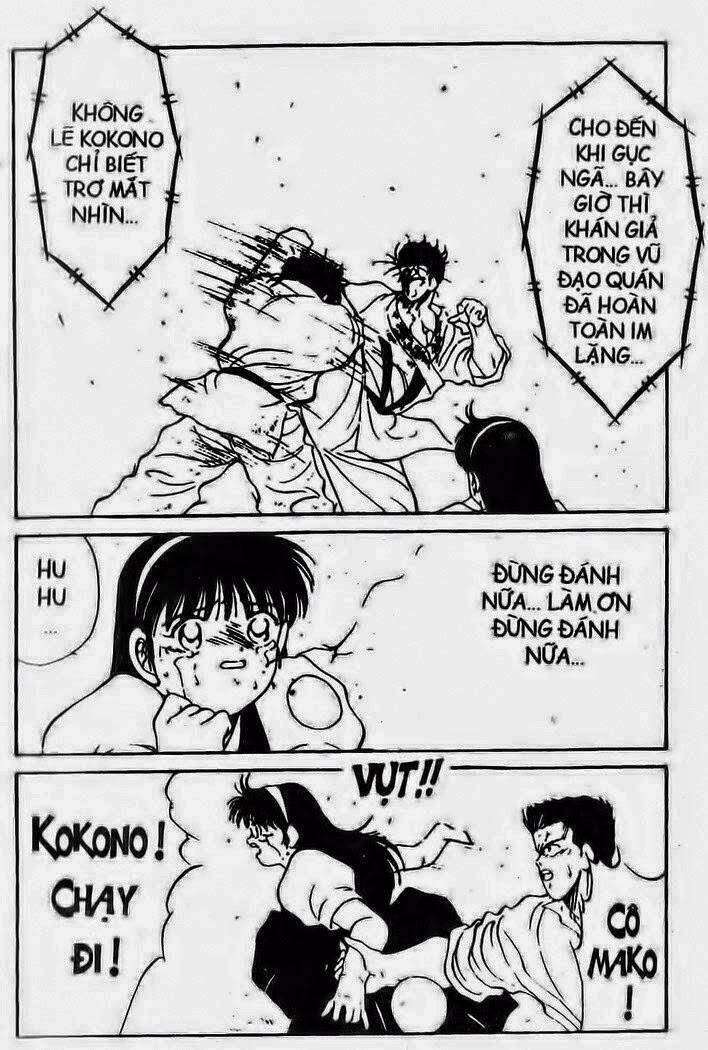 CHO ĐẾN
KHI GỤC
NGÃ... BÂY
GIỜ THÌ
KHÁN GIẢ
TRONG VŨ
ĐẠO QUÁN
ĐÃ HOÀN
TOÀN IM
LẶNG...
KHÔNG
LẼ KOKONO
CHỈ BIẾT
TRƠ MẮT
NHÌN...
ĐỪNG ĐÁNH
NỮA... LÀM ƠN
ĐỪNG ĐÁNH
NỮA...
HU
HU
...
VỤT!!
CÔ
MAKO
!
KOKONO!
CHẠY
ĐI!